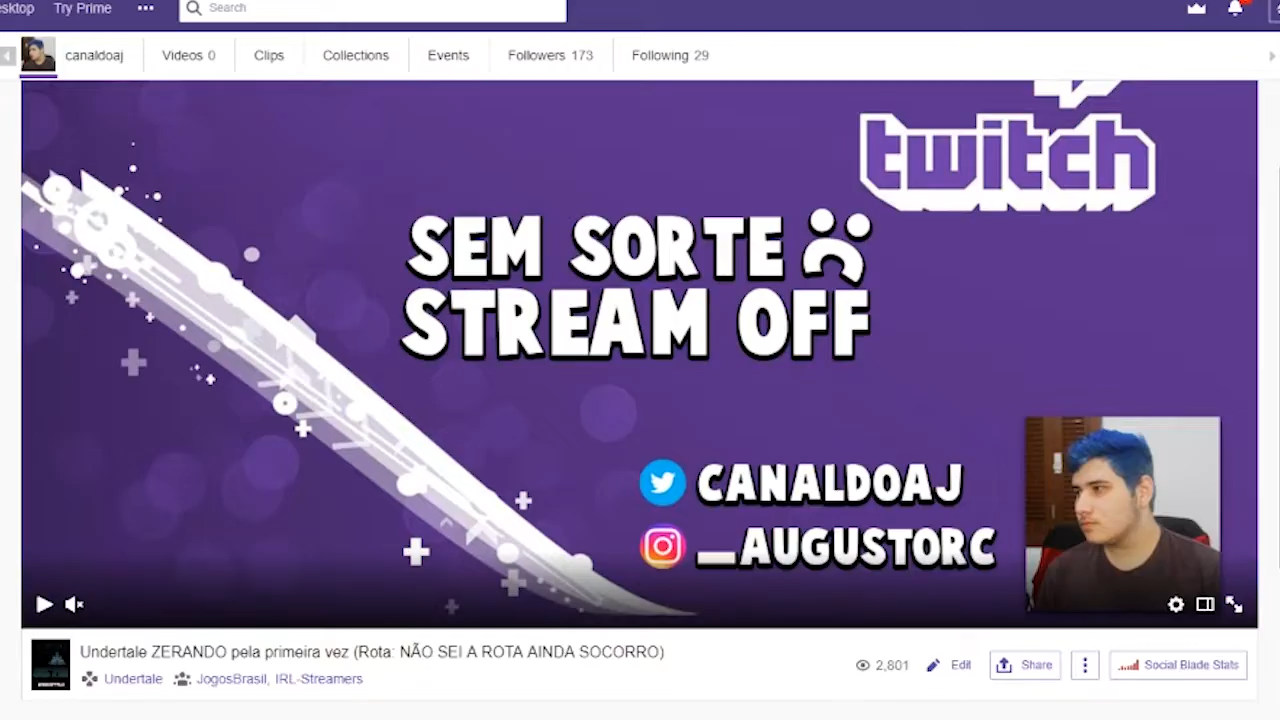 esktop Try Prime ••• Search
canaldoaj Videos 0 Clips Collections Events Followers 173 Following 29
twitch
SEM SORTE
STREAM OFF
CANALDOAJ
_AUGUSTORC
Undertale ZERANDO pela primeira vez (Rota: NÃO SEI A ROTA AINDA SOCORRO)
Undertale JogosBrasil, IRL-Streamers
2,801 Edit Share Social Blade Stats